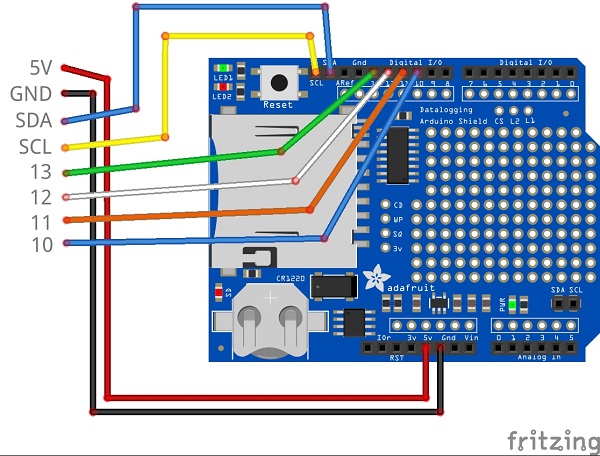 5V
GND
SDA
SCL
13
12
11
10
LED1
LED2
Reset
SCL
SDA
ARef
Gnd
Digital I/O
Digital I/O
13
12
11
10
9
8
7
6
5
4
3
2
1
0
Datalogging
Arduino Shield
CS L2 L1
CD
WP
SQ
3v
CR1220
SD
adafruit
PWR
SDA SCL
IOr
3v
5v
Gnd
Vin
RST
0
1
2
3
4
5
Analog In
fritzing